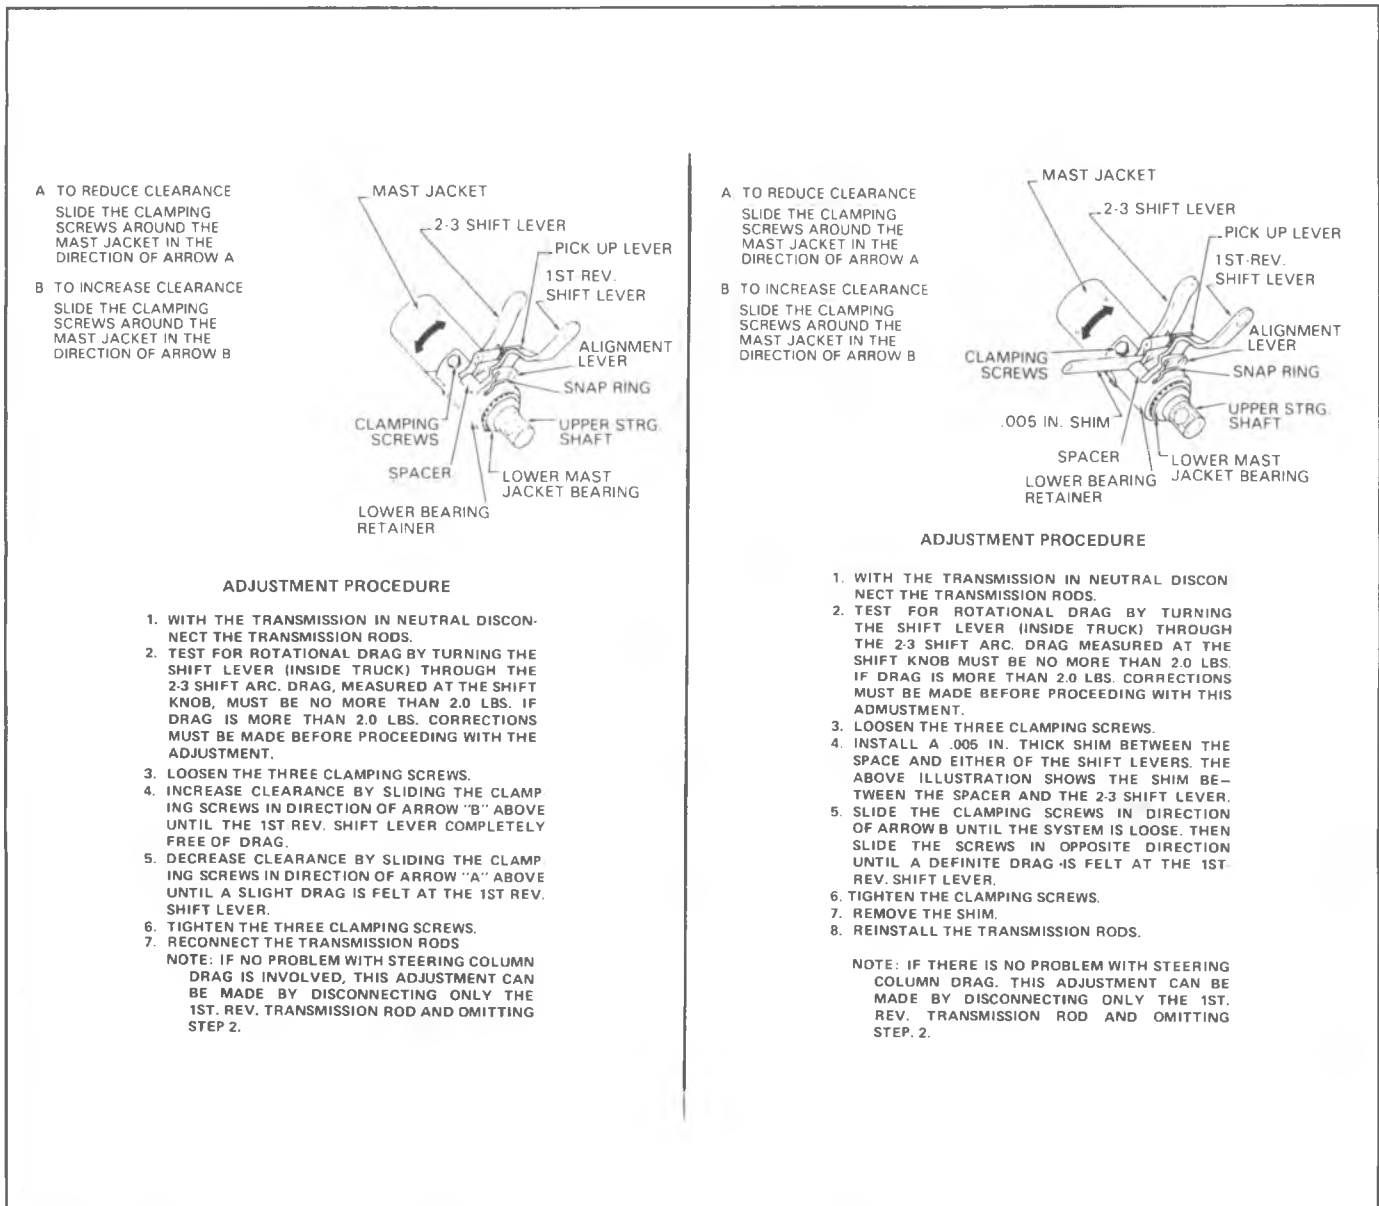 A TO REDUCE CLEARANCE
SLIDE THE CLAMPING
SCREWS AROUND THE
MAST JACKET IN THE
DIRECTION OF ARROW A
B TO INCREASE CLEARANCE
SLIDE THE CLAMPING
SCREWS AROUND THE
MAST JACKET IN THE
DIRECTION OF ARROW B
MAST JACKET
2-3 SHIFT LEVER
PICK UP LEVER
1ST REV.
SHIFT LEVER
ALIGNMENT
LEVER
SNAP RING
CLAMPING
SCREWS
UPPER STRG.
SHAFT
SPACER
LOWER MAST
JACKET BEARING
LOWER BEARING
RETAINER
ADJUSTMENT PROCEDURE
1. WITH THE TRANSMISSION IN NEUTRAL DISCON-
NECT THE TRANSMISSION RODS.
2. TEST FOR ROTATIONAL DRAG BY TURNING THE
SHIFT LEVER (INSIDE TRUCK) THROUGH THE
2-3 SHIFT ARC. DRAG, MEASURED AT THE SHIFT
KNOB, MUST BE NO MORE THAN 2.0 LBS. IF
DRAG IS MORE THAN 2.0 LBS. CORRECTIONS
MUST BE MADE BEFORE PROCEEDING WITH THE
ADJUSTMENT.
3. LOOSEN THE THREE CLAMPING SCREWS.
4. INCREASE CLEARANCE BY SLIDING THE CLAMP
ING SCREWS IN DIRECTION OF ARROW "B" ABOVE
UNTIL THE 1ST REV. SHIFT LEVER COMPLETELY
FREE OF DRAG.
5. DECREASE CLEARANCE BY SLIDING THE CLAMP
ING SCREWS IN DIRECTION OF ARROW "A" ABOVE
UNTIL A SLIGHT DRAG IS FELT AT THE 1ST REV.
SHIFT LEVER.
6. TIGHTEN THE THREE CLAMPING SCREWS.
7. RECONNECT THE TRANSMISSION RODS
NOTE: IF NO PROBLEM WITH STEERING COLUMN
DRAG IS INVOLVED, THIS ADJUSTMENT CAN
BE MADE BY DISCONNECTING ONLY THE
1ST. REV. TRANSMISSION ROD AND OMITTING
STEP 2.
A TO REDUCE CLEARANCE
SLIDE THE CLAMPING
SCREWS AROUND THE
MAST JACKET IN THE
DIRECTION OF ARROW A
B TO INCREASE CLEARANCE
SLIDE THE CLAMPING
SCREWS AROUND THE
MAST JACKET IN THE
DIRECTION OF ARROW B
MAST JACKET
2-3 SHIFT LEVER
PICK UP LEVER
1ST-REV.
SHIFT LEVER
ALIGNMENT
LEVER
CLAMPING
SCREWS
SNAP RING
.005 IN. SHIM
UPPER STRG.
SHAFT
SPACER
LOWER MAST
JACKET BEARING
LOWER BEARING
RETAINER
ADJUSTMENT PROCEDURE
1. WITH THE TRANSMISSION IN NEUTRAL DISCON
NECT THE TRANSMISSION RODS.
2. TEST FOR ROTATIONAL DRAG BY TURNING
THE SHIFT LEVER (INSIDE TRUCK) THROUGH
THE 2-3 SHIFT ARC. DRAG MEASURED AT THE
SHIFT KNOB MUST BE NO MORE THAN 2.0 LBS.
IF DRAG IS MORE THAN 2.0 LBS. CORRECTIONS
MUST BE MADE BEFORE PROCEEDING WITH THIS
ADMUSTMENT.
3. LOOSEN THE THREE CLAMPING SCREWS.
4. INSTALL A .005 IN. THICK SHIM BETWEEN THE
SPACE AND EITHER OF THE SHIFT LEVERS. THE
ABOVE ILLUSTRATION SHOWS THE SHIM BE–
TWEEN THE SPACER AND THE 2-3 SHIFT LEVER.
5. SLIDE THE CLAMPING SCREWS IN DIRECTION
OF ARROW B UNTIL THE SYSTEM IS LOOSE. THEN
SLIDE THE SCREWS IN OPPOSITE DIRECTION
UNTIL A DEFINITE DRAG IS FELT AT THE 1ST
REV. SHIFT LEVER.
6. TIGHTEN THE CLAMPING SCREWS.
7. REMOVE THE SHIM.
8. REINSTALL THE TRANSMISSION RODS.
NOTE: IF THERE IS NO PROBLEM WITH STEERING
COLUMN DRAG. THIS ADJUSTMENT CAN BE
MADE BY DISCONNECTING ONLY THE 1ST.
REV. TRANSMISSION ROD AND OMITTING
STEP. 2.